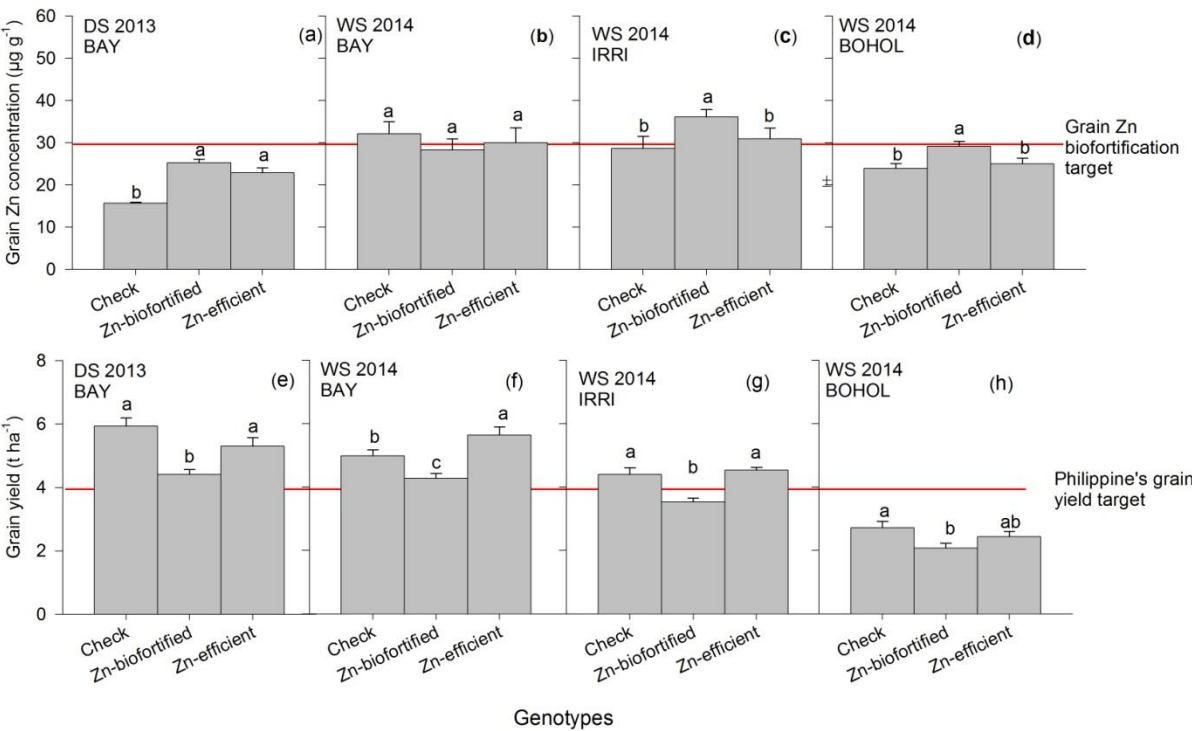 Grain Zn concentration (µg g⁻¹)
60
50
40
30
20
10
0
DS 2013
BAY
(a)
b
a
a
Check
Zn-biofortified
Zn-efficient
WS 2014
BAY
(b)
a
a
a
Check
Zn-biofortified
Zn-efficient
WS 2014
IRRI
(c)
b
a
b
Check
Zn-biofortified
Zn-efficient
WS 2014
BOHOL
(d)
b
a
b
Check
Zn-biofortified
Zn-efficient
Grain Zn
biofortification
target
Grain yield (t ha⁻¹)
8
6
4
2
0
DS 2013
BAY
(e)
a
b
a
Check
Zn-biofortified
Zn-efficient
WS 2014
BAY
(f)
b
c
a
Check
Zn-biofortified
Zn-efficient
WS 2014
IRRI
(g)
a
b
a
Check
Zn-biofortified
Zn-efficient
WS 2014
BOHOL
(h)
a
b
ab
Check
Zn-biofortified
Zn-efficient
Philippine's grain
yield target
Genotypes